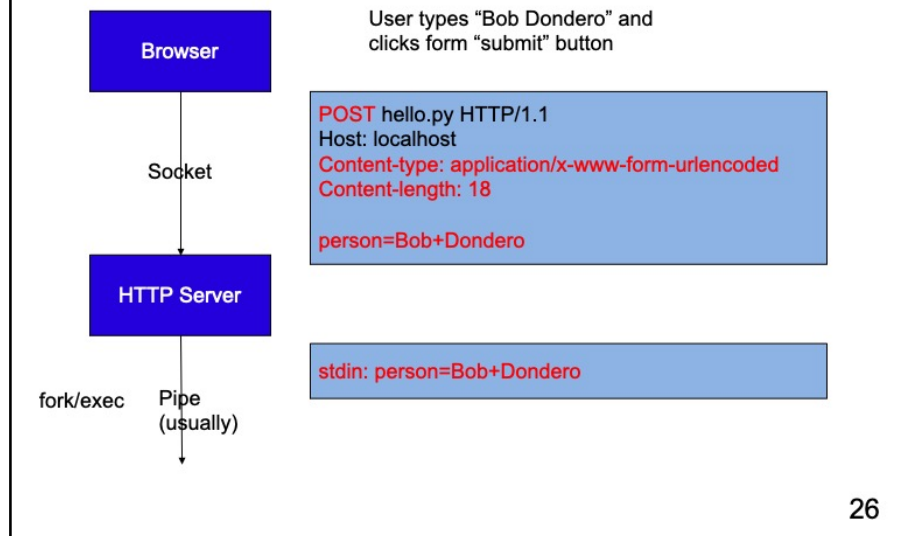 User types “Bob Dondero” and
clicks form “submit” button
Browser
POST hello.py HTTP/1.1
Host: localhost
Content-type: application/x-www-form-urlencoded
Content-length: 18
person=Bob+Dondero
Socket
HTTP Server
stdin: person=Bob+Dondero
fork/exec
Pipe
(usually)
26